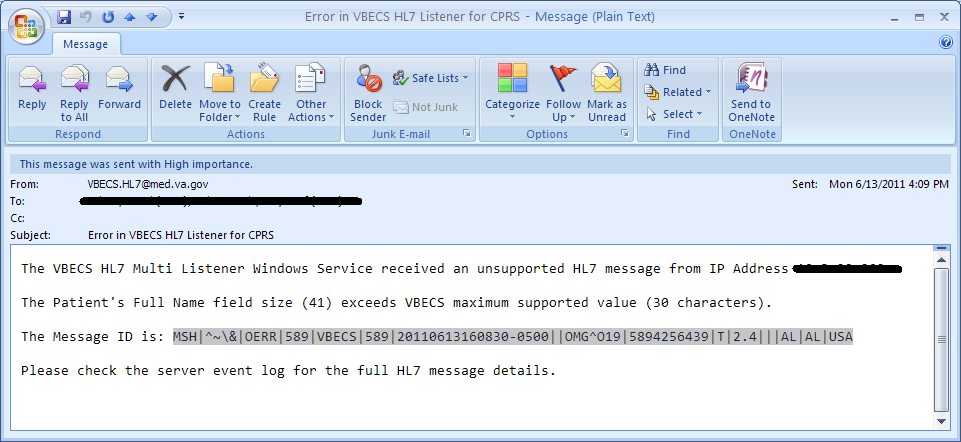 Error in VBECS HL7 Listener for CPRS - Message (Plain Text)
Message
Reply
Reply to All
Forward
Respond
Delete
Move to Folder
Create Rule
Other Actions
Actions
Block Sender
Safe Lists
Not Junk
Junk E-mail
Categorize
Follow Up
Mark as Unread
Options
Find
Related
Select
Find
Send to OneNote
OneNote
This message was sent with High importance.
From: VBECS.HL7@med.va.gov Sent: Mon 6/13/2011 4:09 PM
To:
Cc:
Subject: Error in VBECS HL7 Listener for CPRS
The VBECS HL7 Multi Listener Windows Service received an unsupported HL7 message from IP Address
The Patient's Full Name field size (41) exceeds VBECS maximum supported value (30 characters).
The Message ID is: MSH|^~\&|OERR|589|VBECS|589|20110613160830-0500||OMG^O19|5894256439|T|2.4|||AL|AL|USA
Please check the server event log for the full HL7 message details.